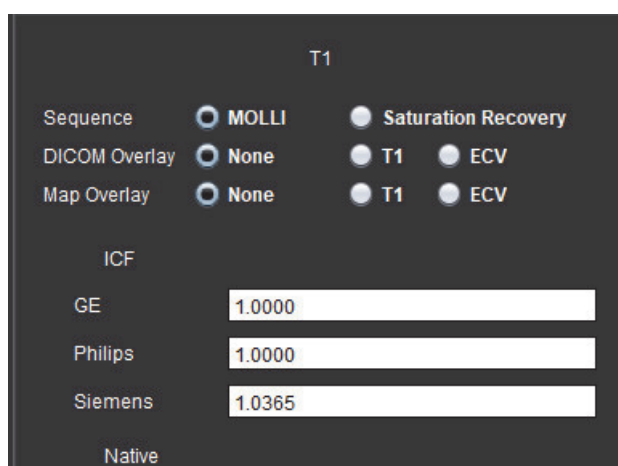 T1
Sequence MOLLI Saturation Recovery
DICOM Overlay None T1 ECV
Map Overlay None T1 ECV
ICF
GE 1.0000
Philips 1.0000
Siemens 1.0365
Native